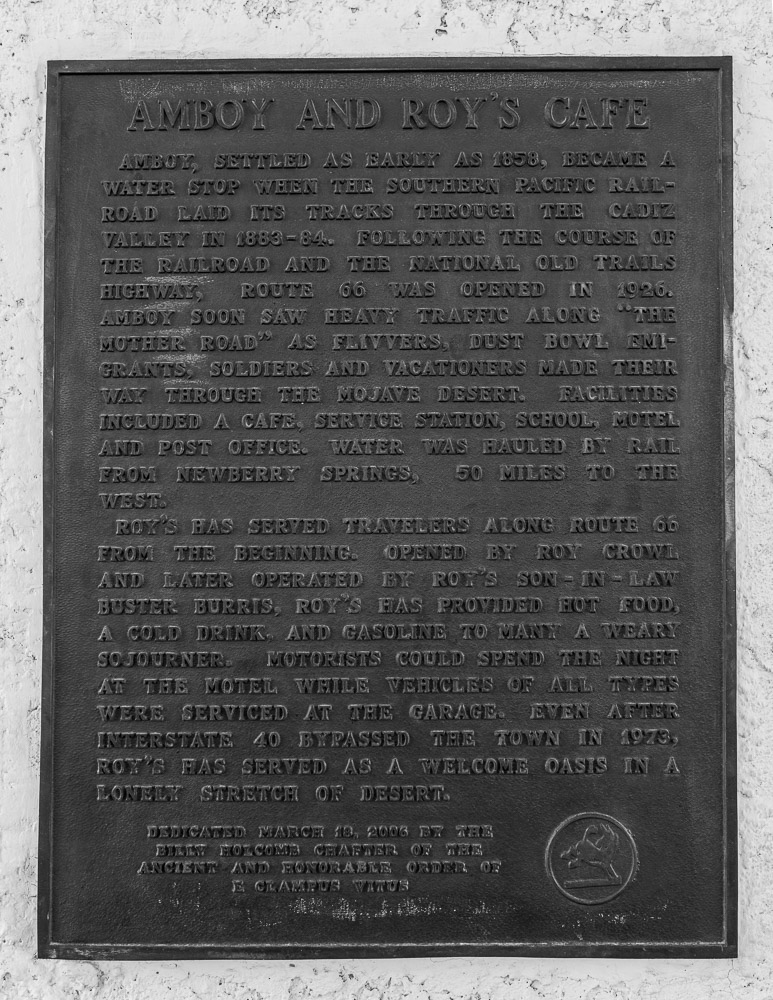 AMBOY AND ROY'S CAFE
AMBOY, SETTLED AS EARLY AS 1858, BECAME A
WATER STOP WHEN THE SOUTHERN PACIFIC RAIL-
ROAD LAID ITS TRACKS THROUGH THE CADIZ
VALLEY IN 1883-84. FOLLOWING THE COURSE OF
THE RAILROAD AND THE NATIONAL OLD TRAILS
HIGHWAY, ROUTE 66 WAS OPENED IN 1926.
AMBOY SOON SAW HEAVY TRAFFIC ALONG "THE
MOTHER ROAD" AS FLIVVERS, DUST BOWL EMI-
GRANTS, SOLDIERS AND VACATIONERS MADE THEIR
WAY THROUGH THE MOJAVE DESERT. FACILITIES
INCLUDED A CAFE, SERVICE STATION, SCHOOL, MOTEL
AND POST OFFICE. WATER WAS HAULED BY RAIL
FROM NEWBERRY SPRINGS, 50 MILES TO THE
WEST.
ROY'S HAS SERVED TRAVELERS ALONG ROUTE 66
FROM THE BEGINNING. OPENED BY ROY CROWL
AND LATER OPERATED BY ROY'S SON-IN-LAW
BUSTER BURRIS, ROY'S HAS PROVIDED HOT FOOD,
A COLD DRINK, AND GASOLINE TO MANY A WEARY
SOJOURNER. MOTORISTS COULD SPEND THE NIGHT
AT THE MOTEL WHILE VEHICLES OF ALL TYPES
WERE SERVICED AT THE GARAGE. EVEN AFTER
INTERSTATE 40 BYPASSED THE TOWN IN 1973,
ROY'S HAS SERVED AS A WELCOME OASIS IN A
LONELY STRETCH OF DESERT.
DEDICATED MARCH 18, 2006 BY THE
BILLY HOLCOMB CHAPTER OF THE
ANCIENT AND HONORABLE ORDER OF
E CLAMPUS VITUS